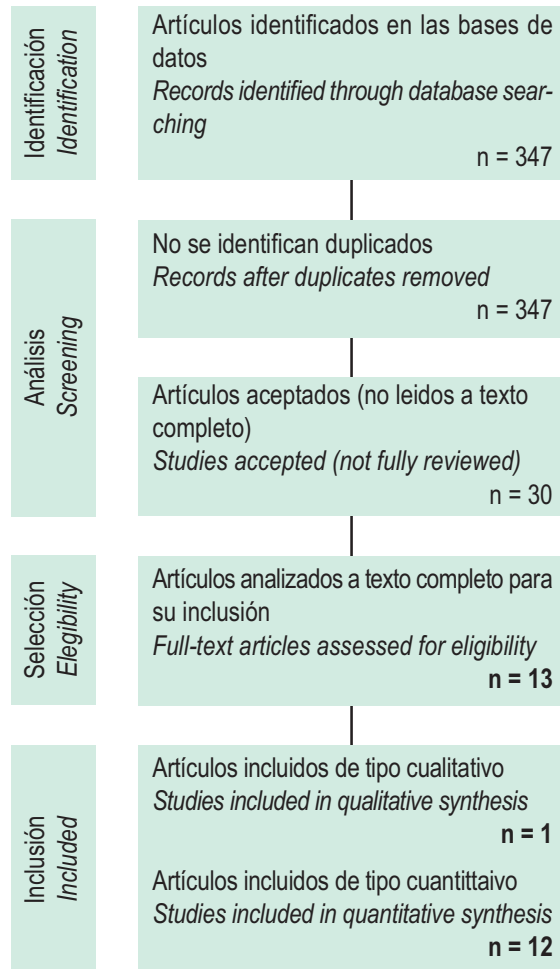 Identificación
Identification
Artículos identificados en las bases de
datos
Records identified through database sear-
ching
n = 347
Análisis
Screening
No se identifican duplicados
Records after duplicates removed
n = 347
Artículos aceptados (no leidos a texto
completo)
Studies accepted (not fully reviewed)
n = 30
Selección
Elegibility
Artículos analizados a texto completo para
su inclusión
Full-text articles assessed for eligibility
n = 13
Inclusión
Included
Artículos incluidos de tipo cualitativo
Studies included in qualitative synthesis
n = 1
Artículos incluidos de tipo cuantittaivo
Studies included in quantitative synthesis
n = 12